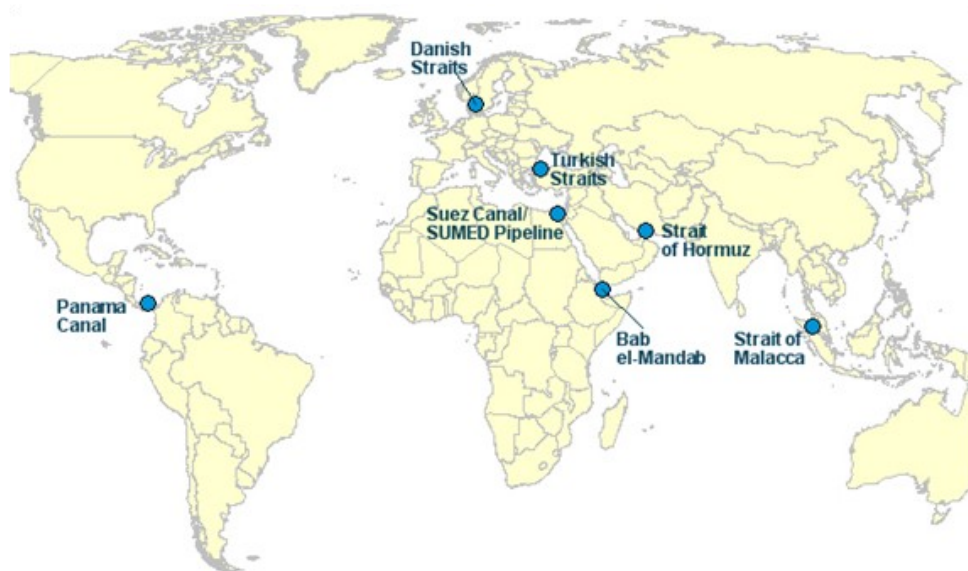 Danish
Straits
Turkish
Straits
Suez Canal/
SUMED Pipeline
Strait
of Hormuz
Panama
Canal
Bab
el-Mandab
Strait of
Malacca